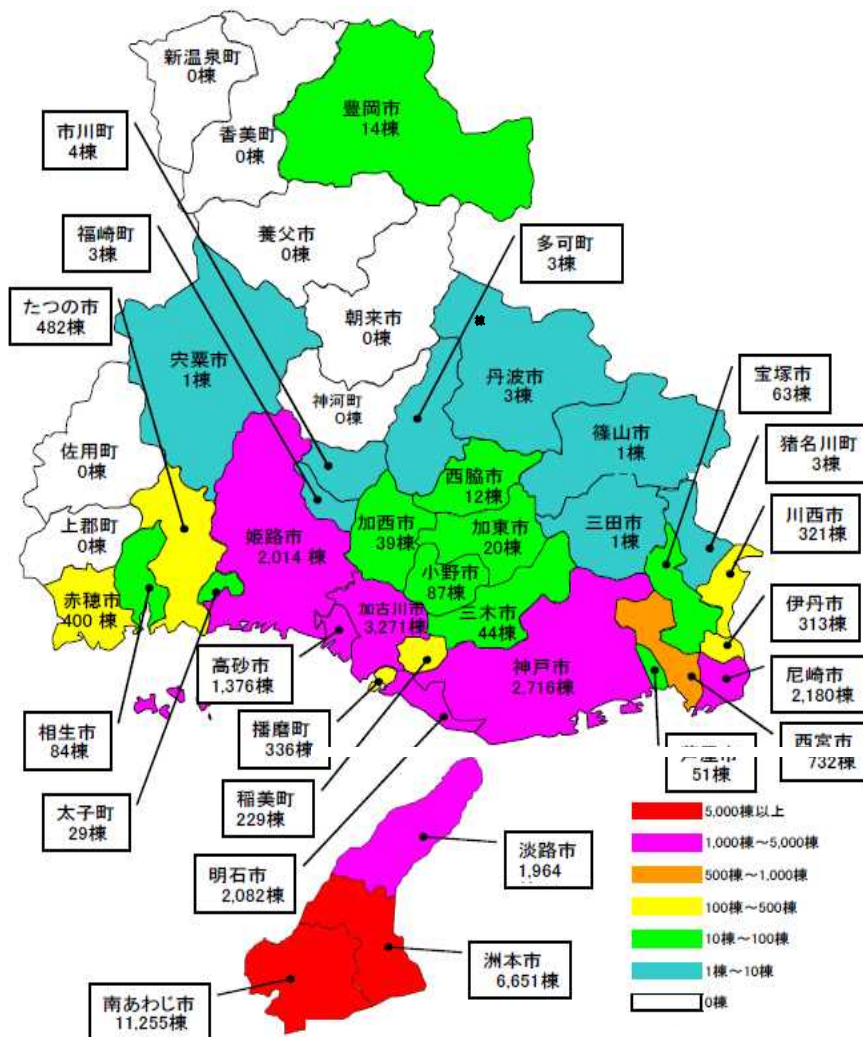 新温泉町
0棟
豊岡市
14棟
香美町
0棟
市川町
4棟
養父市
0棟
福崎町
3棟
多可町
3棟
たつの市
482棟
朝来市
0棟
棟
宍粟市
1棟
丹波市
3棟
宝塚市
63棟
神河町
0棟
佐用町
0棟
篠山市
1棟
猪名川町
3棟
西脇市
12棟
上郡町
0棟
姫路市
2,014 棟
加西市
39棟
加東市
20棟
三田市
1棟
川西市
321棟
小野市
87棟
赤穂市
400 棟
加古川市
3,271棟
三木市
44棟
伊丹市
313棟
高砂市
1,376棟
神戸市
2,716棟
尼崎市
2,180棟
相生市
84棟
播磨町
336棟
西宮市
732棟
51棟
太子町
29棟
稲美町
229棟
明石市
2,082棟
淡路市
1,964
洲本市
6,651棟
南あわじ市
11,255棟
5,000棟以上
1,000棟～5,000棟
500棟～1,000棟
100棟～500棟
10棟～100棟
1棟～10棟
0棟